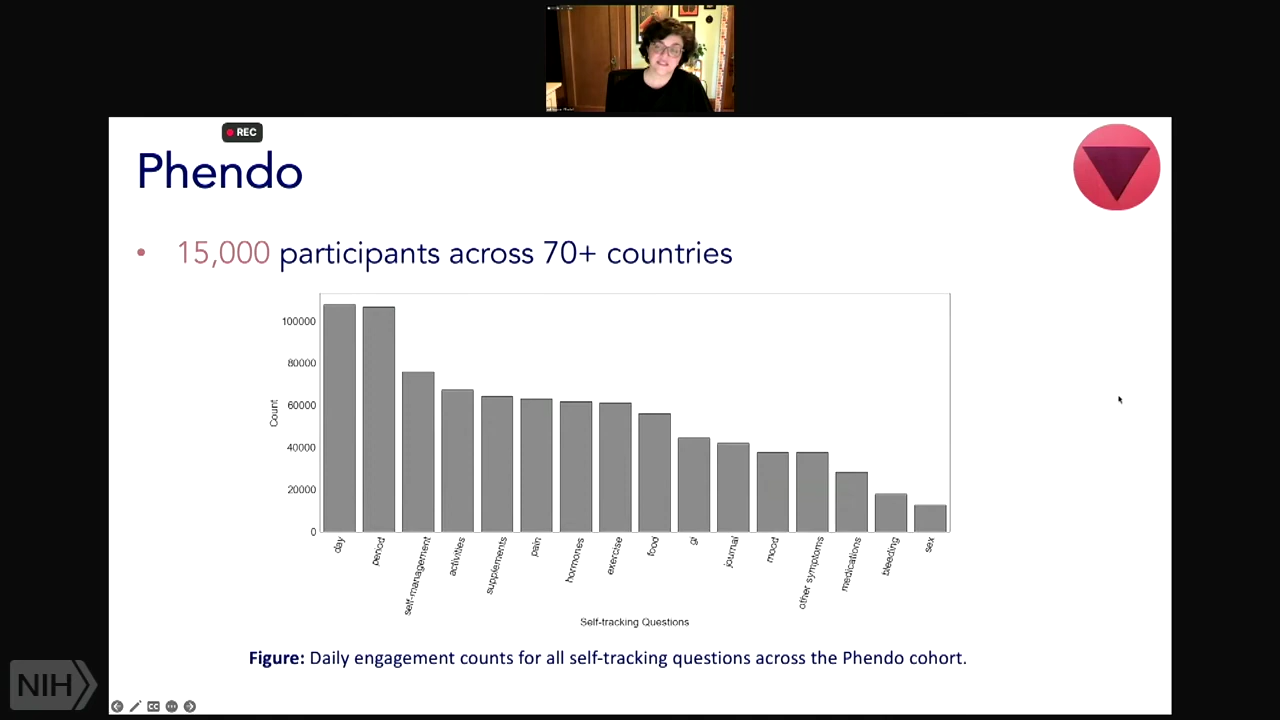 REC
Phendo
• 15,000 participants across 70+ countries
100000
80000
60000
40000
20000
0
Count
day
period
self-management
activities
supplements
pain
hormones
exercise
food
gi
journal
mood
other symptoms
medications
bleeding
sex
Self-tracking Questions
Figure: Daily engagement counts for all self-tracking questions across the Phendo cohort.
NIH
CC